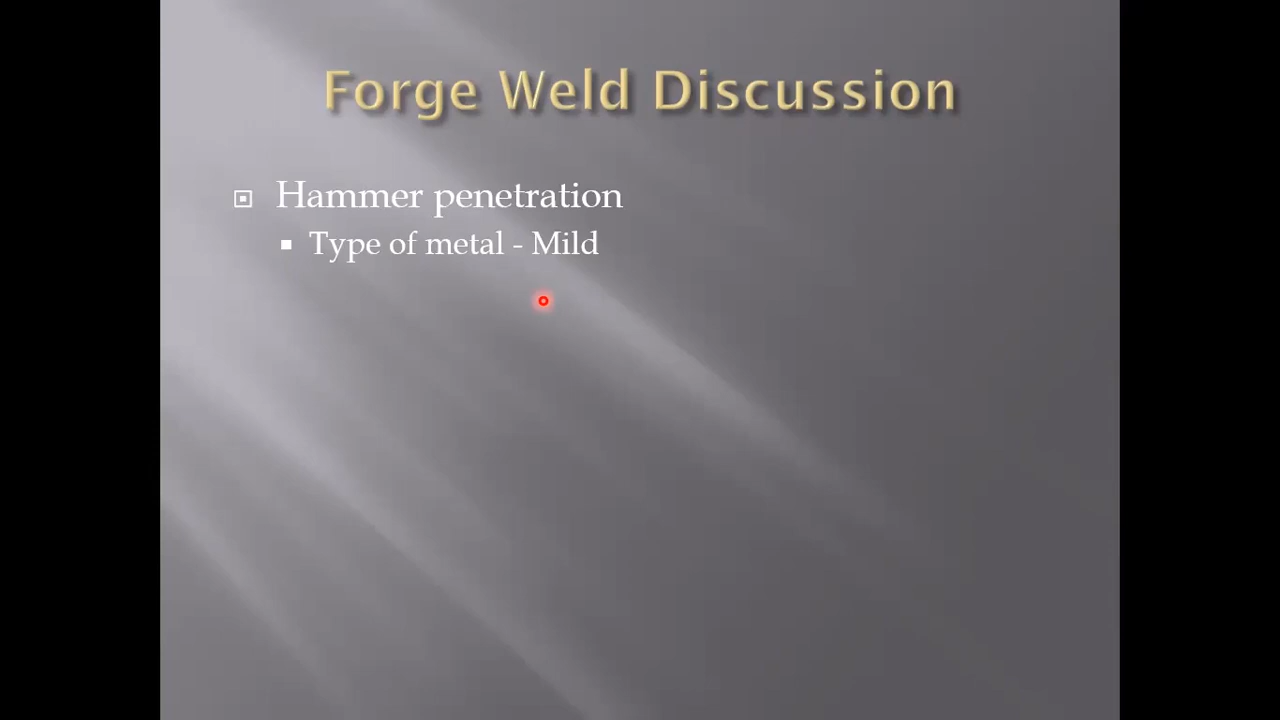 Forge Weld Discussion
Hammer penetration
Type of metal - Mild